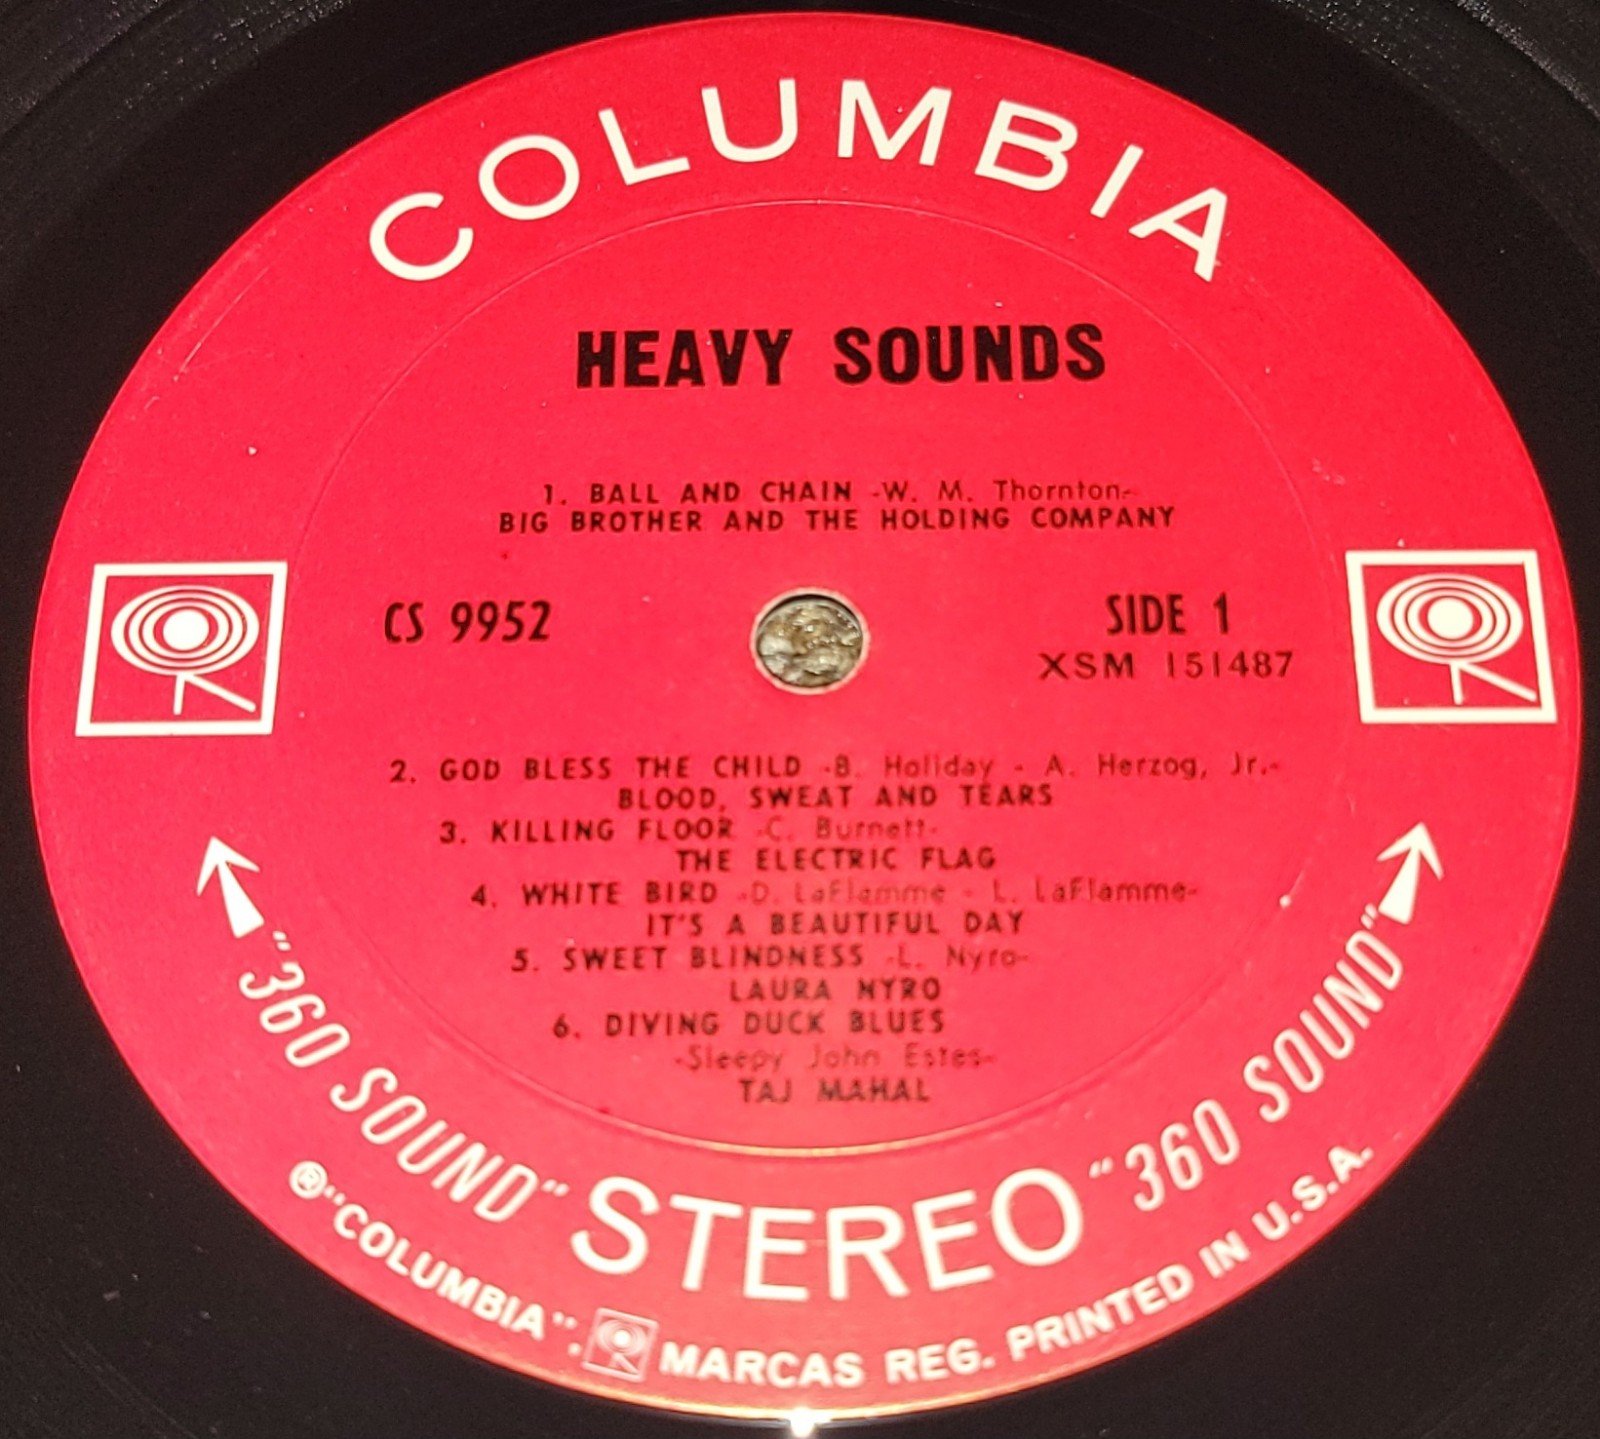 COLUMBIA
HEAVY SOUNDS
1. BALL AND CHAIN -W. M. Thornton-
BIG BROTHER AND THE HOLDING COMPANY
CS 9952
SIDE 1
XSM 151487
2. GOD BLESS THE CHILD -B. Holiday - A. Herzog, Jr.-
BLOOD, SWEAT AND TEARS
3. KILLING FLOOR -C. Burnett-
THE ELECTRIC FLAG
4. WHITE BIRD -D. LaFlamme - L. LaFlamme-
IT'S A BEAUTIFUL DAY
5. SWEET BLINDNESS -L. Nyro-
LAURA NYRO
6. DIVING DUCK BLUES
-Sleepy John Estes-
TAJ MAHAL
"360 SOUND" STEREO "360 SOUND"
®"COLUMBIA". MARCAS REG. PRINTED IN U.S.A.